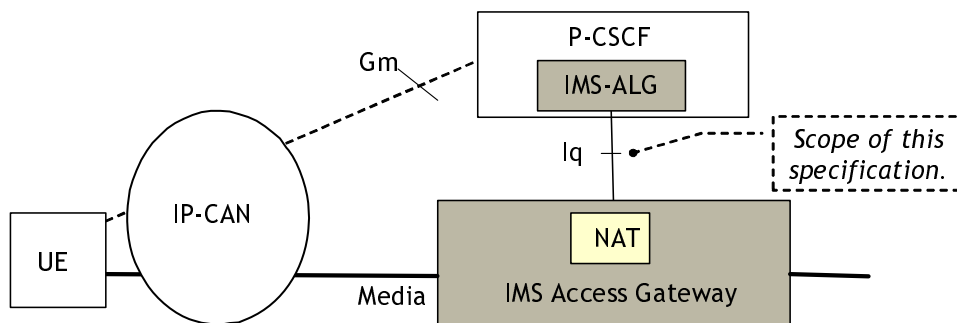 P-CSCF
Gm
IMS-ALG
Iq
Scope of this
specification.
IP-CAN
UE
NAT
Media
IMS Access Gateway